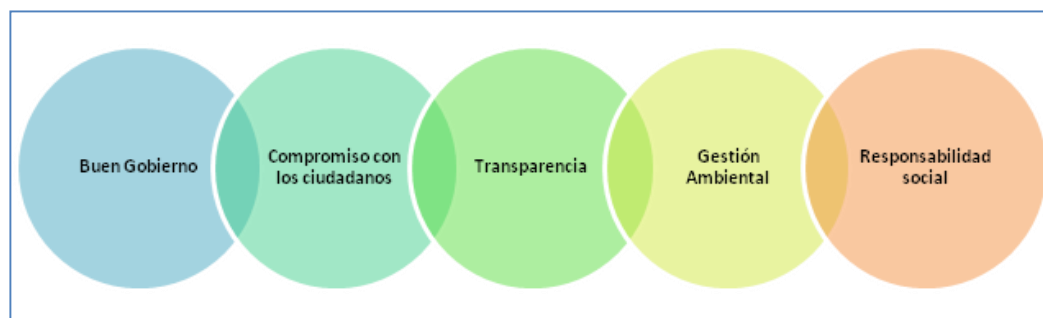 Buen Gobierno
Compromiso con
los ciudadanos
Transparencia
Gestión
Ambiental
Responsabilidad
social